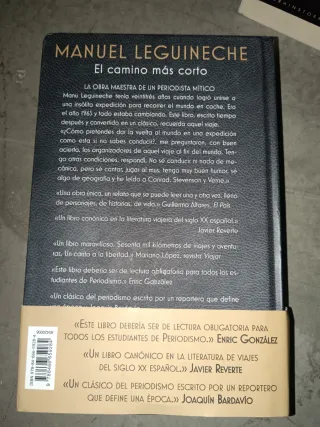 MANUEL LEGUINECHE
El camino más corto
LA OBRA MAESTRA DE UN PERIODISTA MÍTICO
Manu Leguineche tenía veintitrés años cuando logró unirse a
una insólita expedición para recorrer el mundo en coche. Era
el año 1965 y todo estaba cambiando. Este libro, escrito tiempo
después y convertido en un clásico, recuerda aquel viaje.
«¿Cómo pretendes dar la vuelta al mundo en una expedición
como esta si no sabes conducir?, me preguntaron, con buen
acierto, los organizadores de aquel viaje al fin del mundo. Ten-
go otras condiciones, respondí. No sé conducir ni nada de me-
cánica, pero sé cantar, jugar al mus, tengo muy buen humor, sé
algo de geografía y he leído a Conrad, Stevenson y Verne.»
«Una obra única, un relato que se puede leer una y otra vez, lleno
de personajes, de historias, de vida.» Guillermo Altares, El País
«Un libro canónico en la literatura viajera del siglo XX español.»
Javier Reverte
«Un libro maravilloso. Sesenta mil kilómetros de viajes y aventu-
ras. Un canto a la libertad.» Mariano López, revista Viajar
«Este libro debería ser de lectura obligatoria para todos los es-
tudiantes de Periodismo.» Enric González
«Un clásico del periodismo escrito por un reportero que define
«ESTE LIBRO DEBERÍA SER DE LECTURA OBLIGATORIA PARA
TODOS LOS ESTUDIANTES DE PERIODISMO.» ENRIC GONZÁLEZ
«UN LIBRO CANÓNICO EN LA LITERATURA DE VIAJES
DEL SIGLO XX ESPAÑOL.» JAVIER REVERTE
«UN CLÁSICO DEL PERIODISMO ESCRITO POR UN REPORTERO
QUE DEFINE UNA ÉPOCA.» JOAQUÍN BARDAVÍO